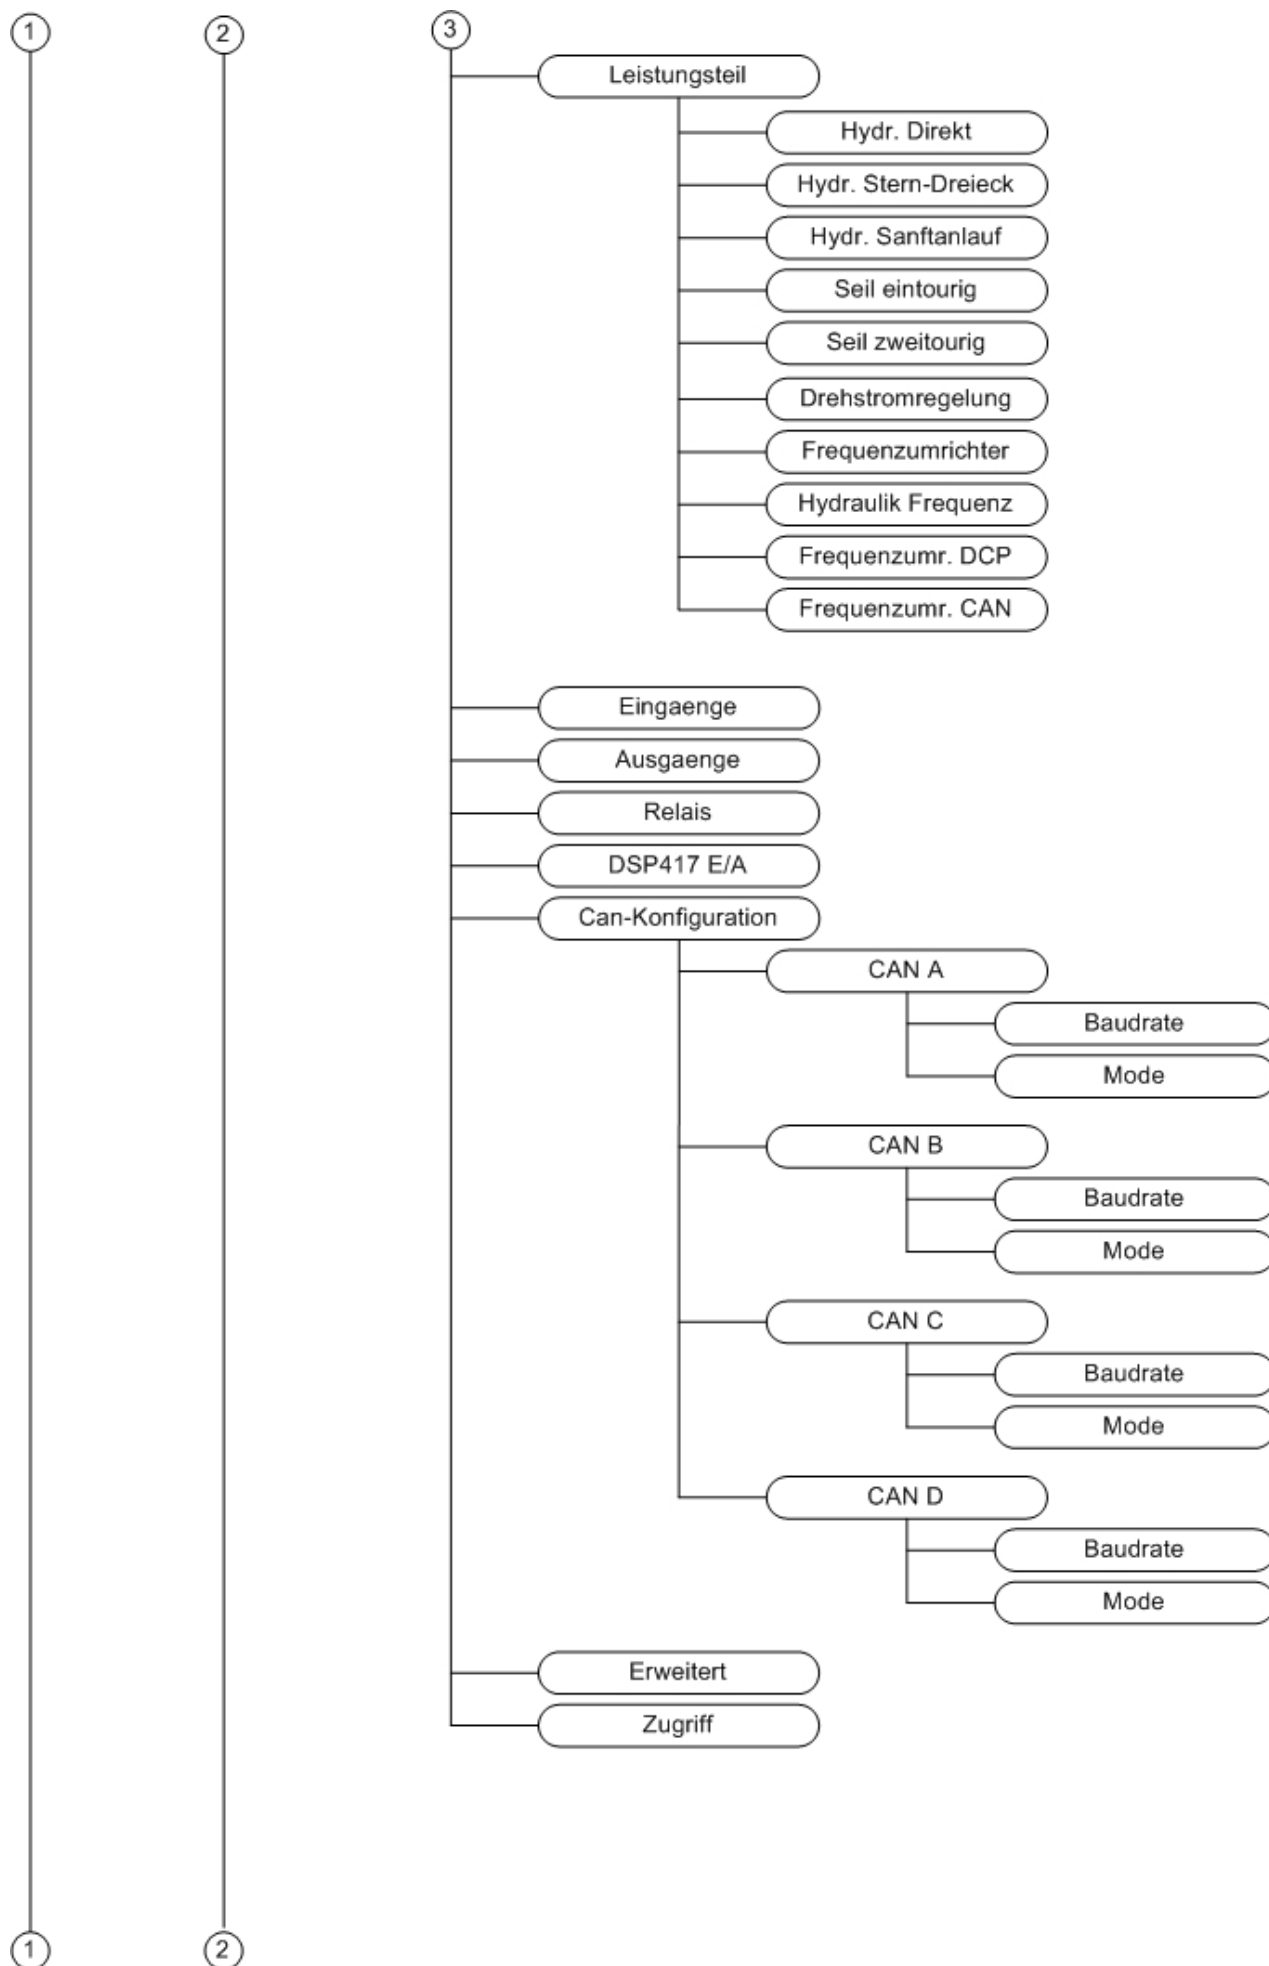 1
2
3
Leistungsteil
Hydr. Direkt
Hydr. Stern-Dreieck
Hydr. Sanftanlauf
Seil eintourig
Seil zweitourig
Drehstromregelung
Frequenzumrichter
Hydraulik Frequenz
Frequenzumr. DCP
Frequenzumr. CAN
Eingaenge
Ausgaenge
Relais
DSP417 E/A
Can-Konfiguration
CAN A
Baudrate
Mode
CAN B
Baudrate
Mode
CAN C
Baudrate
Mode
CAN D
Baudrate
Mode
Erweitert
Zugriff
1
2